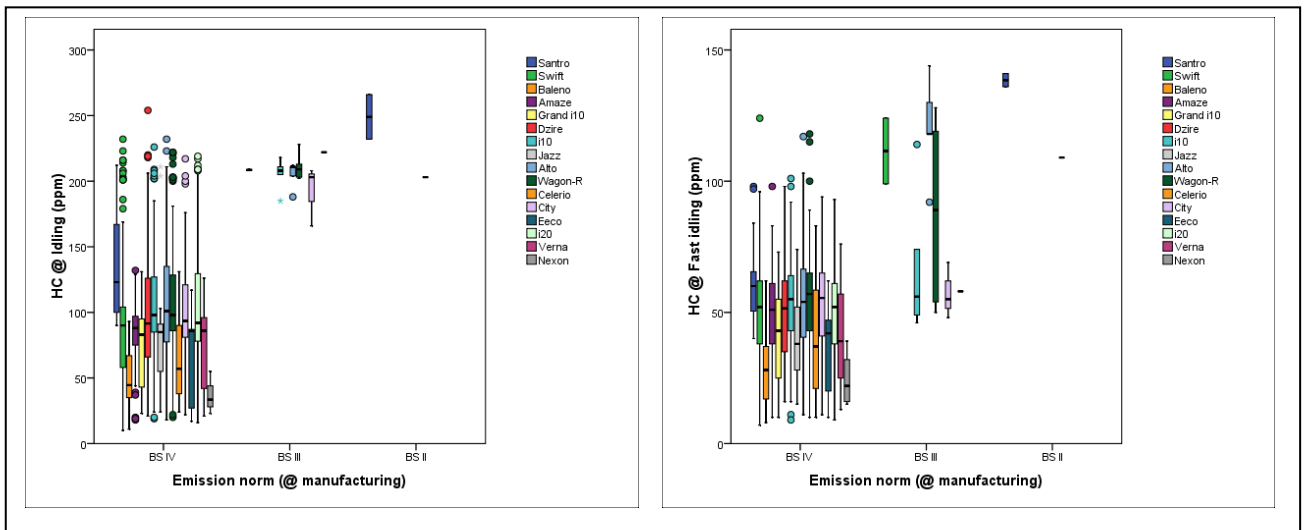 300
250
200
150
100
50
0
HC @ Idling (ppm)
BS IV
BS III
BS II
Emission norm (@ manufacturing)
Santro
Swift
Baleno
Amaze
Grand i10
Dzire
i10
Jazz
Alto
Wagon-R
Celerio
City
Eeco
i20
Verna
Nexon
150
100
50
0
HC @ Fast idling (ppm)
BS IV
BS III
BS II
Emission norm (@ manufacturing)
Santro
Swift
Baleno
Amaze
Grand i10
Dzire
i10
Jazz
Alto
Wagon-R
Celerio
City
Eeco
i20
Verna
Nexon